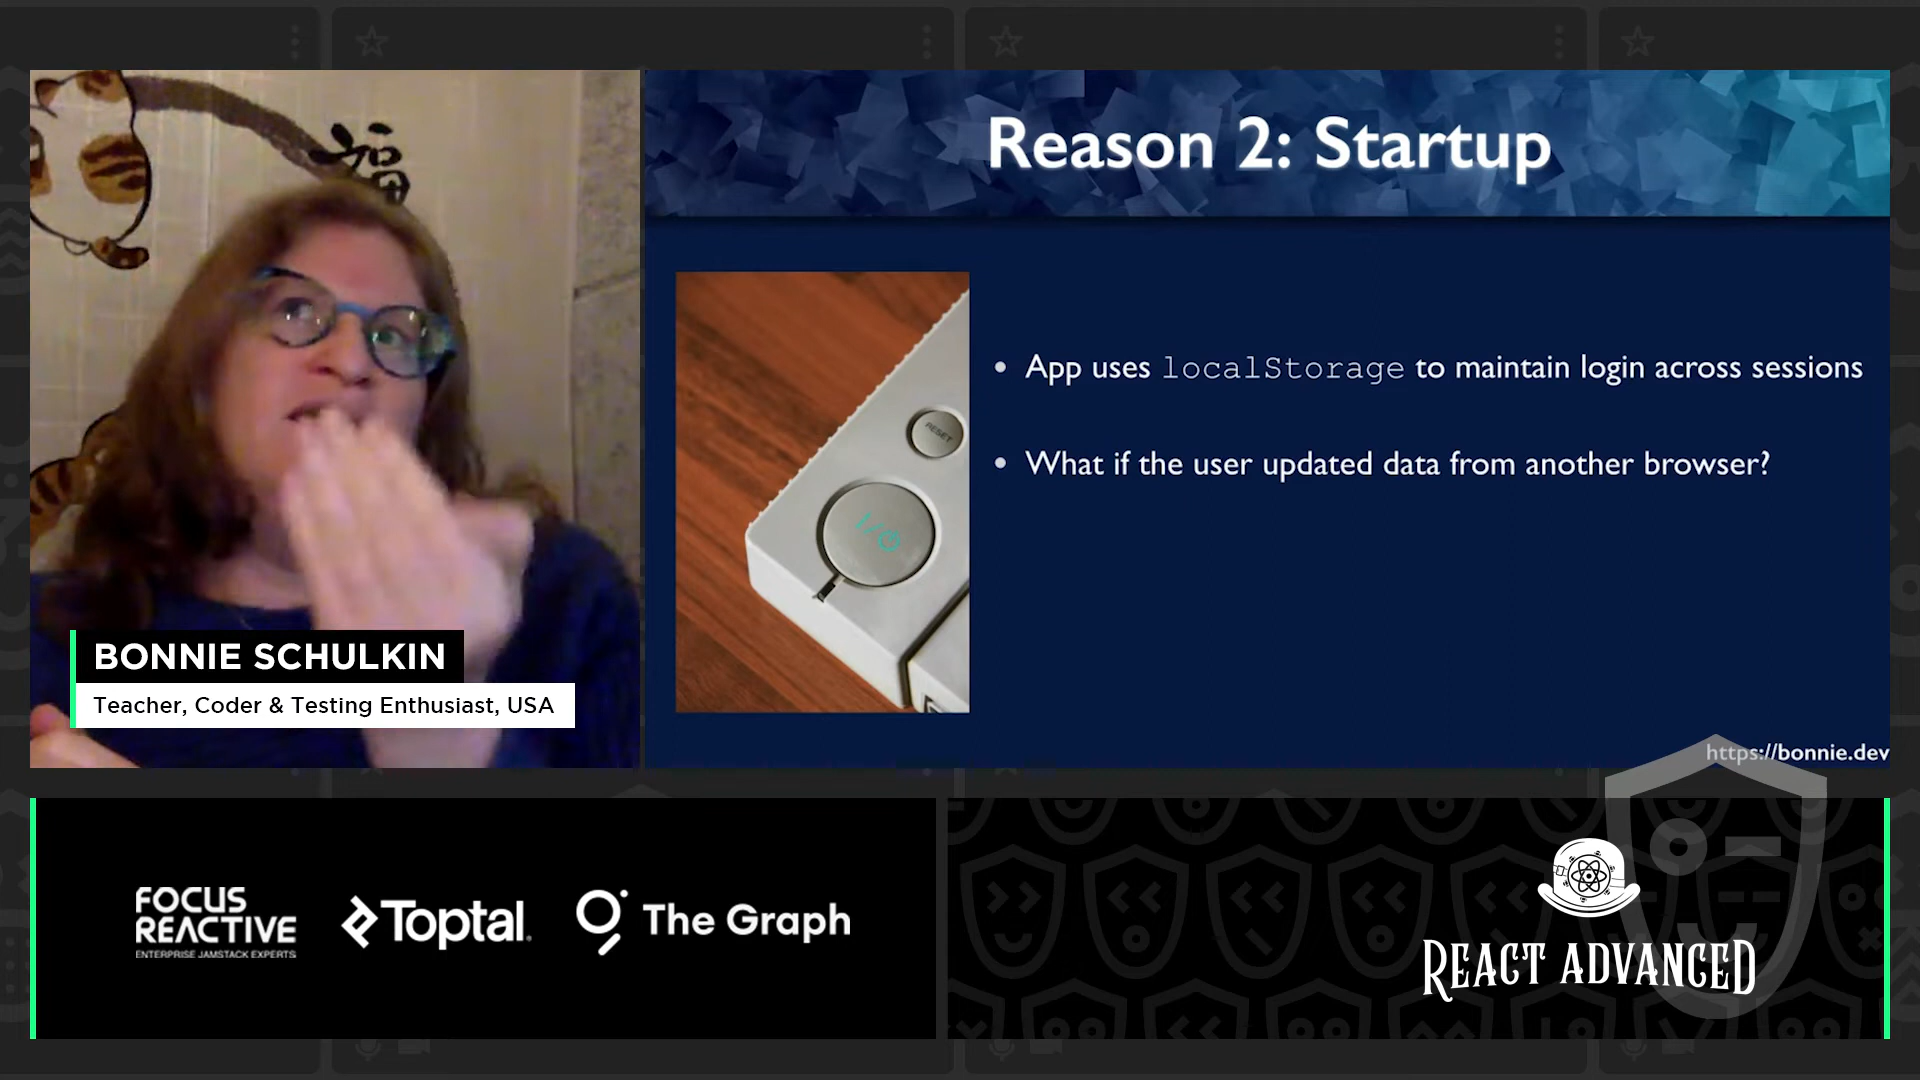 福
Reason 2: Startup
RESET
I/
• App uses localStorage to maintain login across sessions
• What if the user updated data from another browser?
BONNIE SCHULKIN
Teacher, Coder & Testing Enthusiast, USA
https://bonnie.dev
FOCUS
REACTIVE
ENTERPRISE JAMSTACK EXPERTS
Toptal
The Graph
REACT ADVANCED